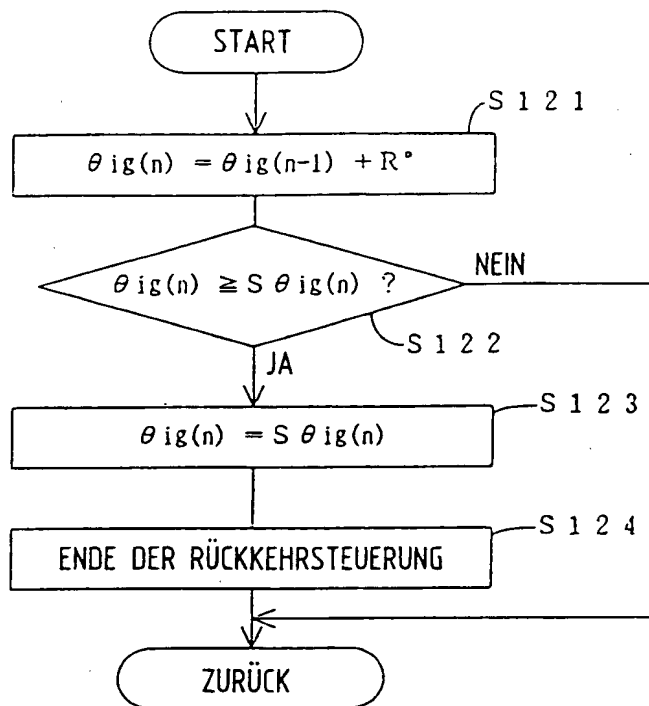 START
S 1 2 1
θ ig(n) = θ ig(n-1) + R°
θ ig(n) ≧ S θ ig(n) ?
NEIN
S 1 2 2
JA
S 1 2 3
θ ig(n) = S θ ig(n)
S 1 2 4
ENDE DER RÜCKKEHRSTEUERUNG
ZURÜCK